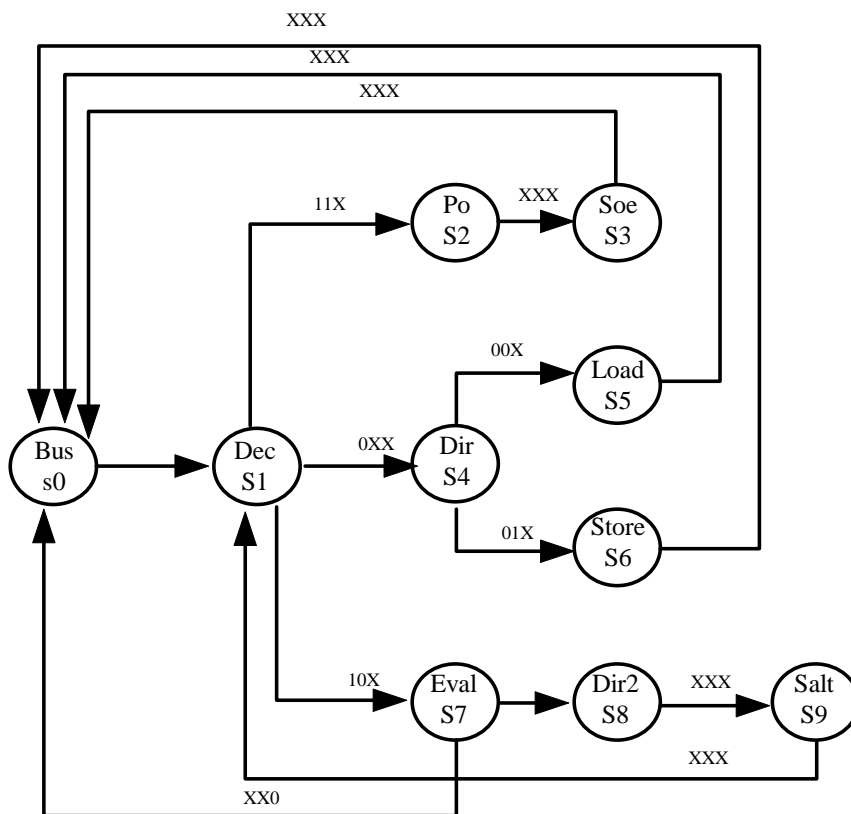 XXX
XXX
XXX
11X
Po
S2
XXX
Soe
S3
00X
Load
S5
Bus
s0
Dec
S1
0XX
Dir
S4
01X
Store
S6
10X
Eval
S7
Dir2
S8
XXX
Salt
S9
XXX
XX0